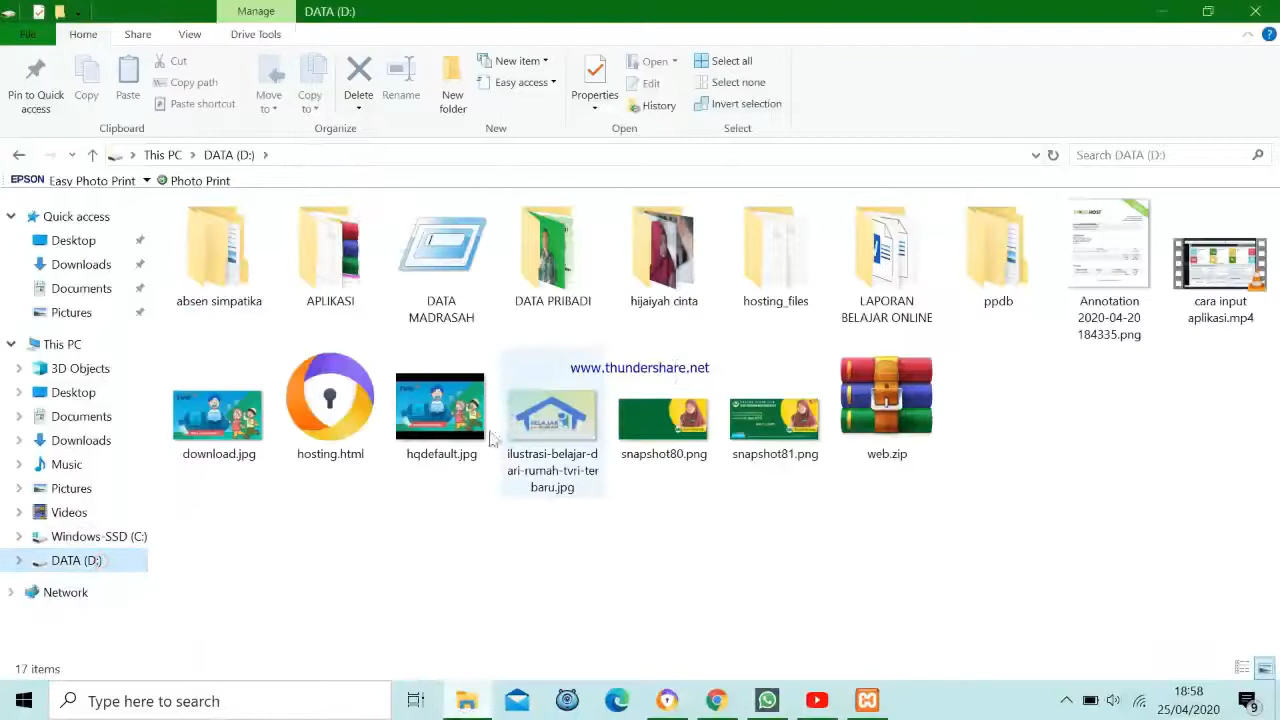 Manage
DATA (D:)
File
Home
Share
View
Drive Tools
Pin to Quick access
Copy
Paste
Cut
Copy path
Paste shortcut
Clipboard
Move to
Copy to
Delete
Rename
Organize
New folder
New item
Easy access
New
Properties
Open
Edit
History
Open
Select all
Select none
Invert selection
Select
This PC
DATA (D:)
Search DATA (D:)
EPSON Easy Photo Print
Photo Print
Quick access
Desktop
Downloads
Documents
Pictures
This PC
3D Objects
Desktop
Documents
Downloads
Music
Pictures
Videos
Windows-SSD (C:)
DATA (D:)
Network
absen simpatika
APLIKASI
DATA
MADRASAH
DATA PRIBADI
hijaiyah cinta
hosting_files
LAPORAN
BELAJAR ONLINE
ppdb
Annotation
2020-04-20
184335.png
cara input
aplikasi.mp4
www.thundershare.net
download.jpg
hosting.html
hqdefault.jpg
BELAJAR
ilustrasi-belajar-d
ari-rumah-tvri-ter
baru.jpg
snapshot80.png
snapshot81.png
web.zip
17 items
Type here to search
18:58
25/04/2020
9